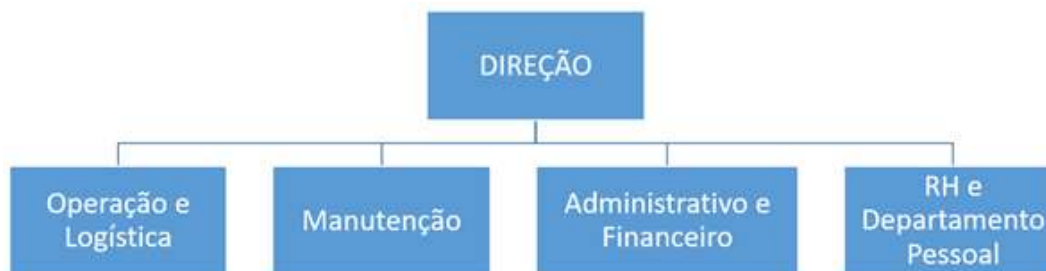 DIREÇÃO
Operação e
Logística
Manutenção
Administrativo e
Financeiro
RH e
Departamento
Pessoal